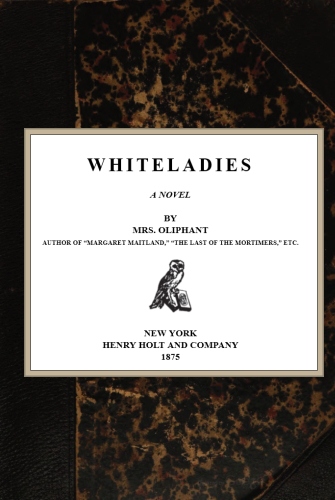 WHITELADIES
A NOVEL
BY
MRS. OLIPHANT
AUTHOR OF “MARGARET MAITLAND,” “THE LAST OF THE MORTIMERS,” ETC.
NEW YORK
HENRY HOLT AND COMPANY
1875